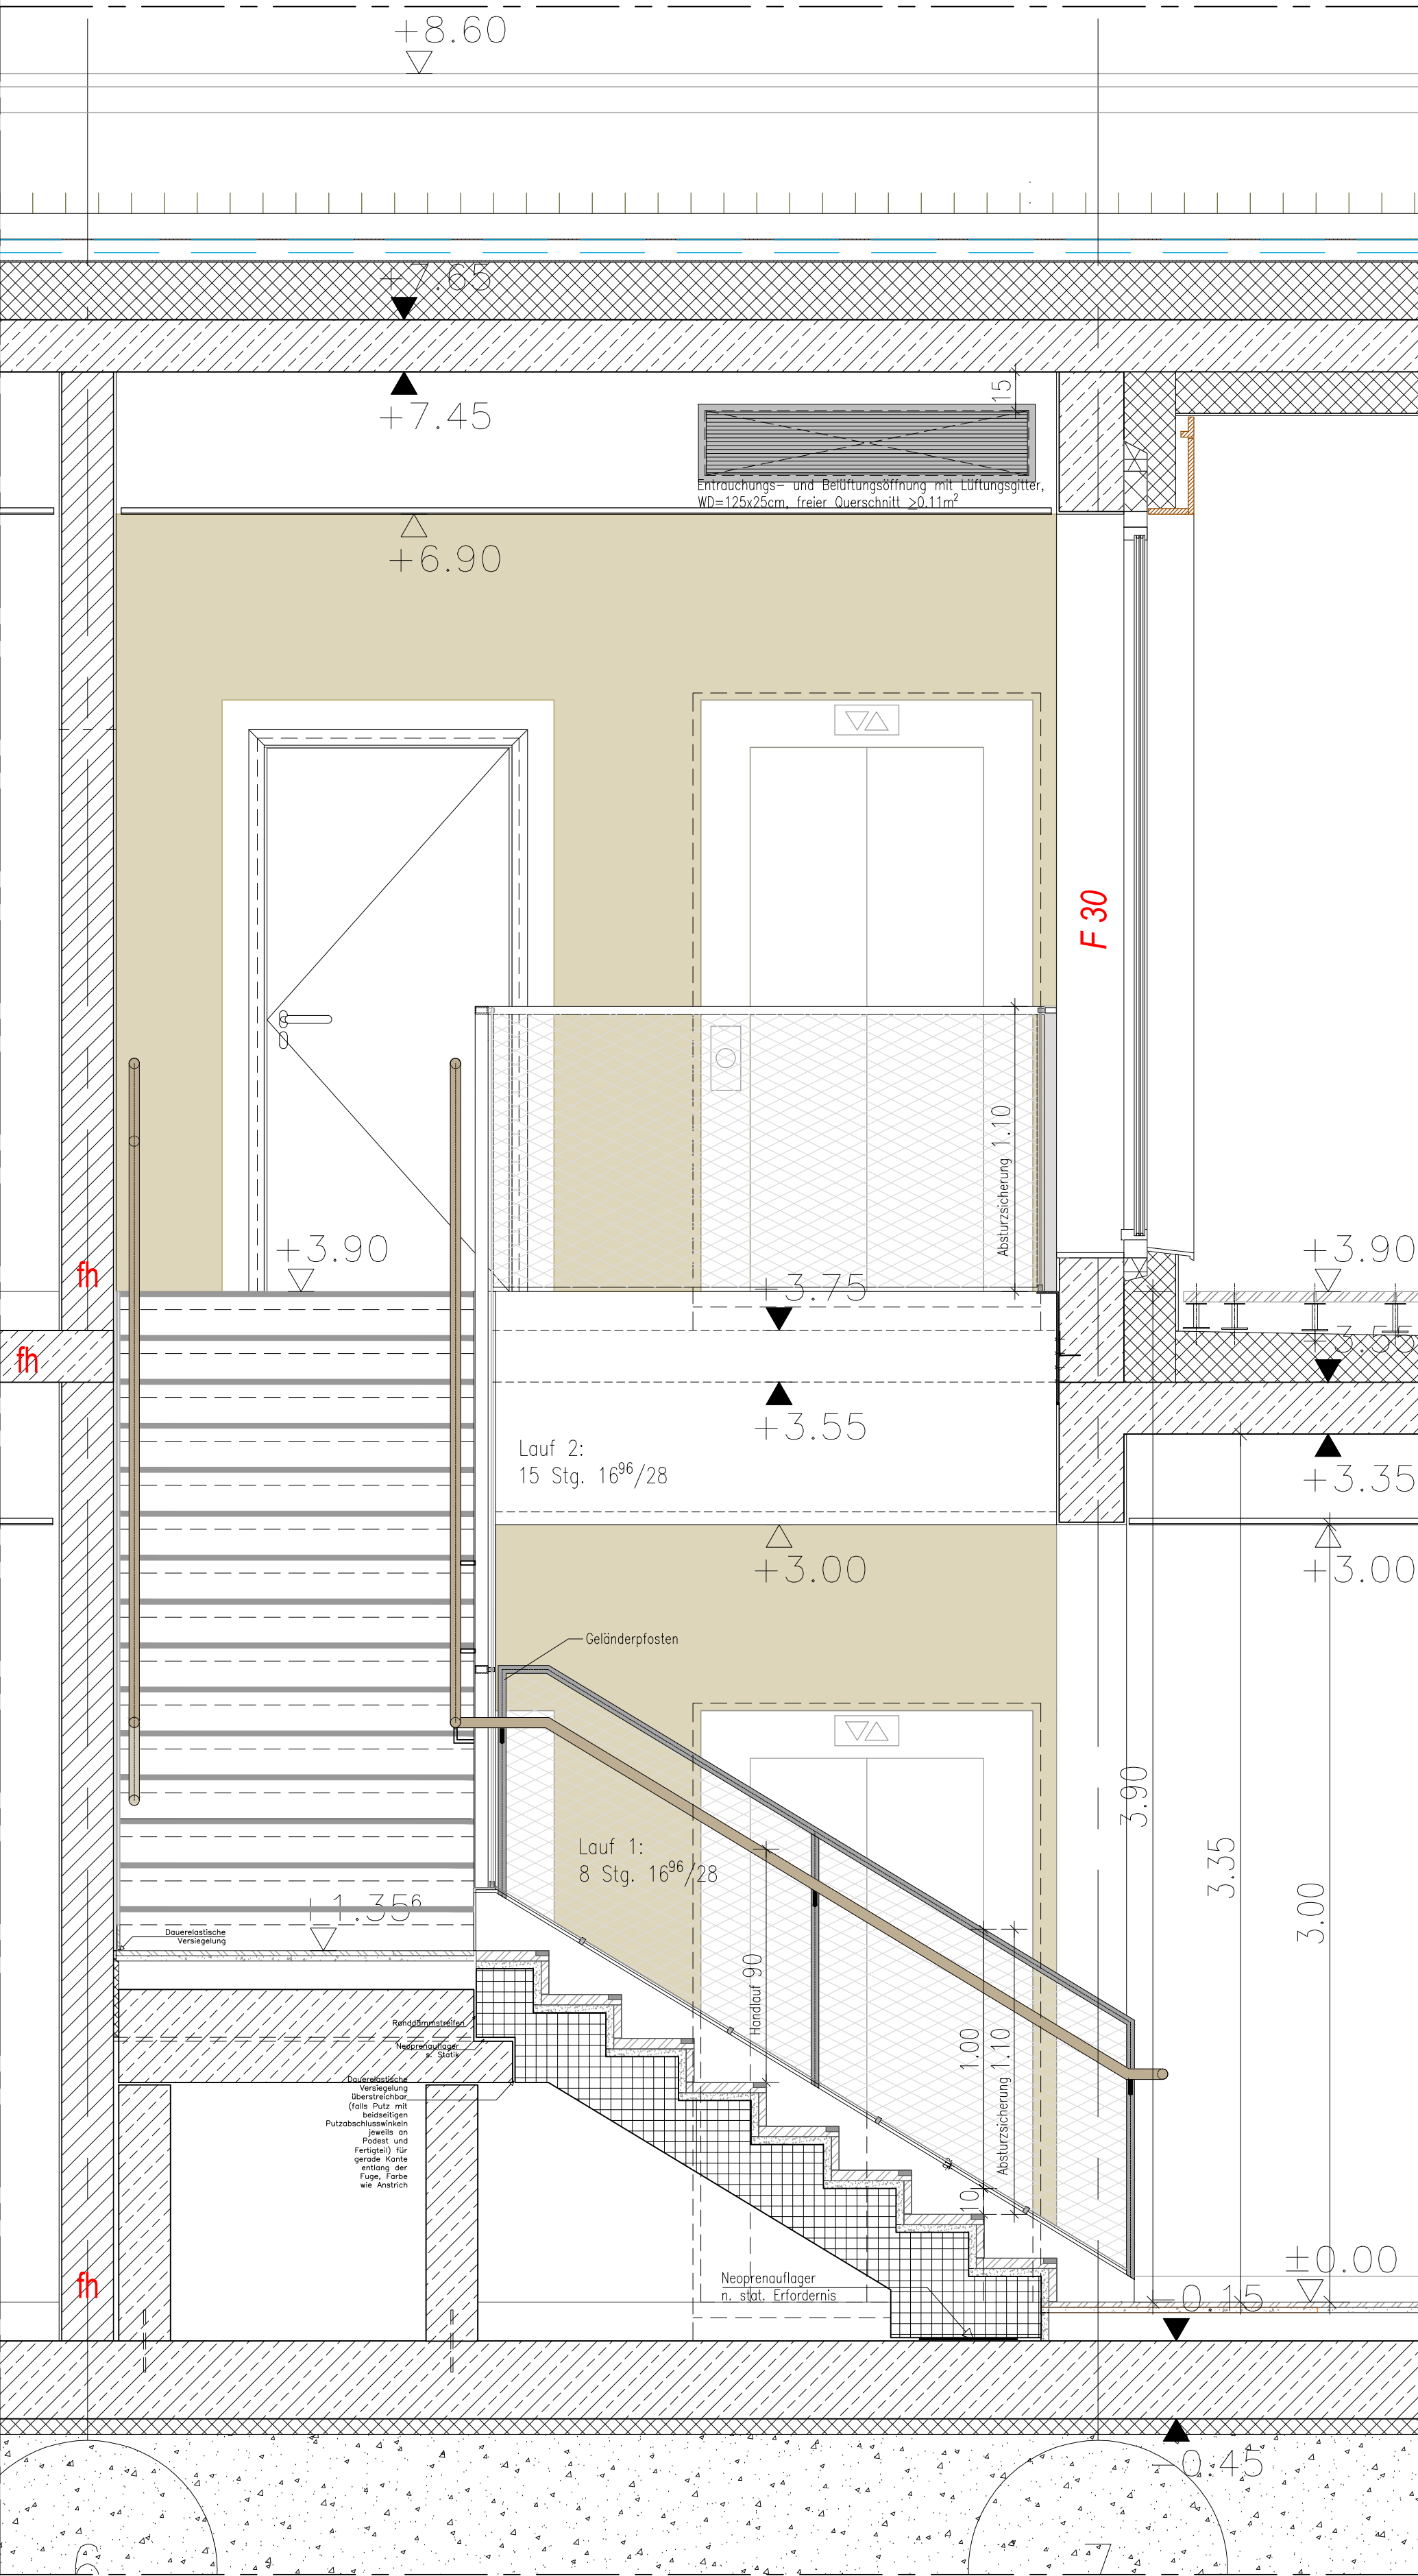 +8.60
+7.65
+7.45
15
Entrauchungs- und Belüftungsöffnung mit Lüftungsgitter,
WD=125x25cm, freier Querschnitt ≥0.11m²
+6.90
F 30
Absturzsicherung 1.10
+3.90
+3.75
+3.90
fh
fh
+3.55
+3.55
Lauf 2:
15 Stg. 16⁹⁶/28
+3.35
+3.00
+3.00
Geländerpfosten
Lauf 1:
8 Stg. 16⁹⁶/28
3.90
3.35
3.00
+1.35⁶
Dauerelastische
Versiegelung
Handlauf 90
1.00
Absturzsicherung 1.10
10
Randdämmstreifen
Neoprenauflager
s. Statik
Dauerelastische
Versiegelung
überstreichbar
(falls Putz mit
beidseitigen
Putzabschlusswinkeln
jeweils an
Podest und
Fertigteil) für
gerade Kante
entlang der
Fuge, Farbe
wie Anstrich
fh
Neoprenauflager
n. stat. Erfordernis
±0.00
-0.15
-0.45
6
7